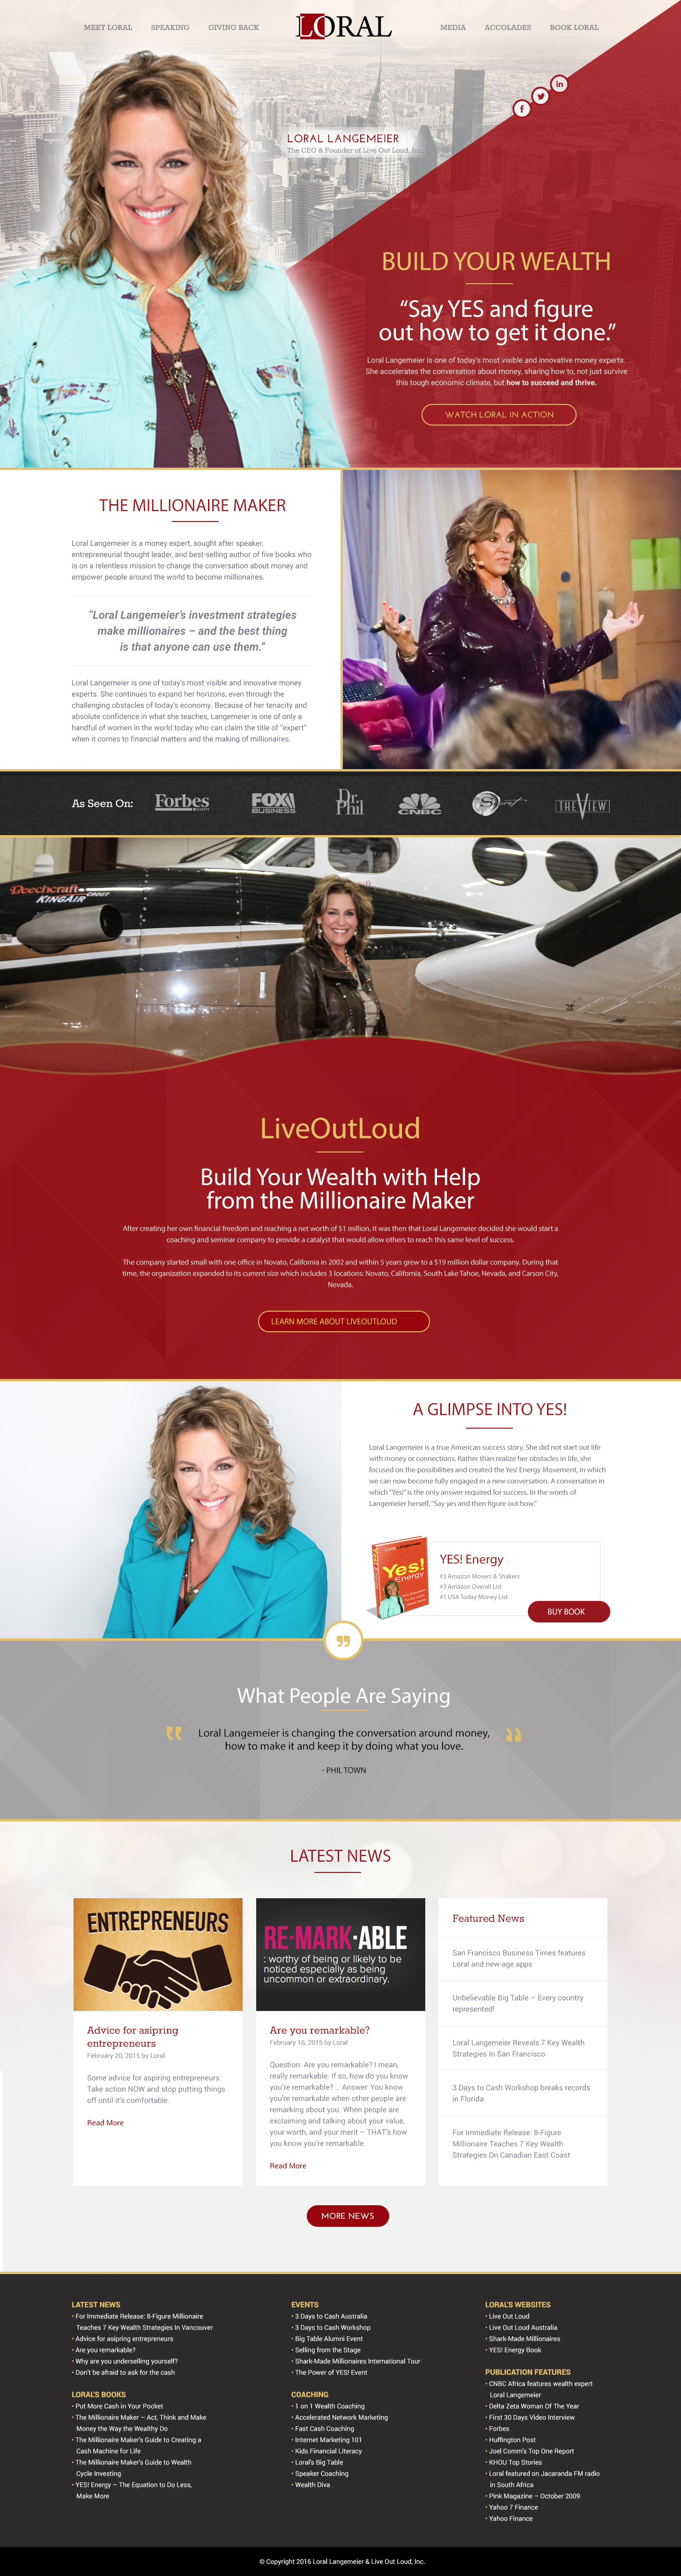 MEET LORAL
SPEAKING
GIVING BACK
LORAL
MEDIA
ACCOLADES
BOOK LORAL
in
f
LORAL LANGEMEIER
The CEO & Founder of Live Out Loud, Inc.
BUILD YOUR WEALTH
“Say YES and figure
out how to get it done.”
Loral Langemeier is one of today's most visible and innovative money experts.
She accelerates the conversation about money, sharing how to, not just survive
this tough economic climate, but how to succeed and thrive.
WATCH LORAL IN ACTION
THE MILLIONAIRE MAKER
Loral Langemeier is a money expert, sought after speaker,
entrepreneurial thought leader, and best-selling author of five books who
is on a relentless mission to change the conversation about money and
empower people around the world to become millionaires.
“Loral Langemeier’s investment strategies
make millionaires – and the best thing
is that anyone can use them.”
Loral Langemeier is one of today's most visible and innovative money
experts. She continues to expand her horizons, even through the
challenging obstacles of today's economy. Because of her tenacity and
absolute confidence in what she teaches, Langemeier is one of only a
handful of women in the world today who can claim the title of “expert”
when it comes to financial matters and the making of millionaires.
As Seen On:
Forbes.com
FOX BUSINESS
Dr. Phil
CNBC
THE VIEW
Beechcraft
KINGAIR
LiveOutLoud
Build Your Wealth with Help
from the Millionaire Maker
After creating her own financial freedom and reaching a net worth of $1 million, it was then that Loral Langemeier decided she would start a
coaching and seminar company to provide a catalyst that would allow others to reach this same level of success.
The company started small with one office in Novato, California in 2002 and within 5 years grew to a $19 million dollar company. During that
time, the organization expanded to its current size which includes 3 locations: Novato, California, South Lake Tahoe, Nevada, and Carson City,
Nevada.
LEARN MORE ABOUT LIVEOUTLOUD
A GLIMPSE INTO YES!
Loral Langemeier is a true American success story. She did not start out life
with money or connections. Rather than realize her obstacles in life, she
focused on the possibilities and created the Yes! Energy Movement, in which
we can now become fully engaged in a new conversation. A conversation in
which “Yes!” is the only answer required for success. In the words of
Langemeier herself, “Say yes and then figure out how.”
Loral Langemeier
Yes!
Energy
YES! Energy
#3 Amazon Movers & Shakers
#3 Amazon Overall List
#1 USA Today Money List
BUY BOOK
What People Are Saying
Loral Langemeier is changing the conversation around money,
how to make it and keep it by doing what you love.
- PHIL TOWN
LATEST NEWS
ENTREPRENEURS
Advice for asipring
entrepreneurs
February 20, 2015 by Loral
Some advice for aspiring entrepreneurs:
Take action NOW and stop putting things
off until it's comfortable.
Read More
RE·MARK·ABLE
: worthy of being or likely to be
noticed especially as being
uncommon or extraordinary.
Are you remarkable?
February 16, 2015 by Loral
Question: Are you remarkable? I mean,
really remarkable. If so, how do you know
you're remarkable? ... Answer: You know
you're remarkable when other people are
remarking about you. When people are
exclaiming and talking about your value,
your worth, and your merit – THAT's how
you know you're remarkable.
Read More
Featured News
San Francisco Business Times features
Loral and new-age apps
Unbelievable Big Table – Every country
represented!
Loral Langemeier Reveals 7 Key Wealth
Strategies In San Francisco
3 Days to Cash Workshop breaks records
in Florida
For Immediate Release: 8-Figure
Millionaire Teaches 7 Key Wealth
Strategies On Canadian East Coast
MORE NEWS
LATEST NEWS
• For Immediate Release: 8-Figure Millionaire
Teaches 7 Key Wealth Strategies In Vancouver
• Advice for asipring entrepreneurs
• Are you remarkable?
• Why are you underselling yourself?
• Don't be afraid to ask for the cash
LORAL'S BOOKS
• Put More Cash in Your Pocket
• The Millionaire Maker – Act, Think and Make
Money the Way the Wealthy Do
• The Millionaire Maker's Guide to Creating a
Cash Machine for Life
• The Millionaire Maker's Guide to Wealth
Cycle Investing
• YES! Energy – The Equation to Do Less,
Make More
EVENTS
• 3 Days to Cash Australia
• 3 Days to Cash Workshop
• Big Table Alumni Event
• Selling from the Stage
• Shark-Made Millionaires International Tour
• The Power of YES! Event
COACHING
• 1 on 1 Wealth Coaching
• Accelerated Network Marketing
• Fast Cash Coaching
• Internet Marketing 101
• Kids Financial Literacy
• Loral's Big Table
• Speaker Coaching
• Wealth Diva
LORAL'S WEBSITES
• Live Out Loud
• Live Out Loud Australia
• Shark-Made Millionaires
• YES! Energy Book
PUBLICATION FEATURES
• CNBC Africa features wealth expert
Loral Langemeier
• Delta Zeta Woman Of The Year
• First 30 Days Video Interview
• Forbes
• Huffington Post
• Joel Comm's Top One Report
• KHOU Top Stories
• Loral featured on Jacaranda FM radio
in South Africa
• Pink Magazine – October 2009
• Yahoo 7 Finance
• Yahoo Finance
© Copyright 2016 Loral Langemeier & Live Out Loud, Inc.